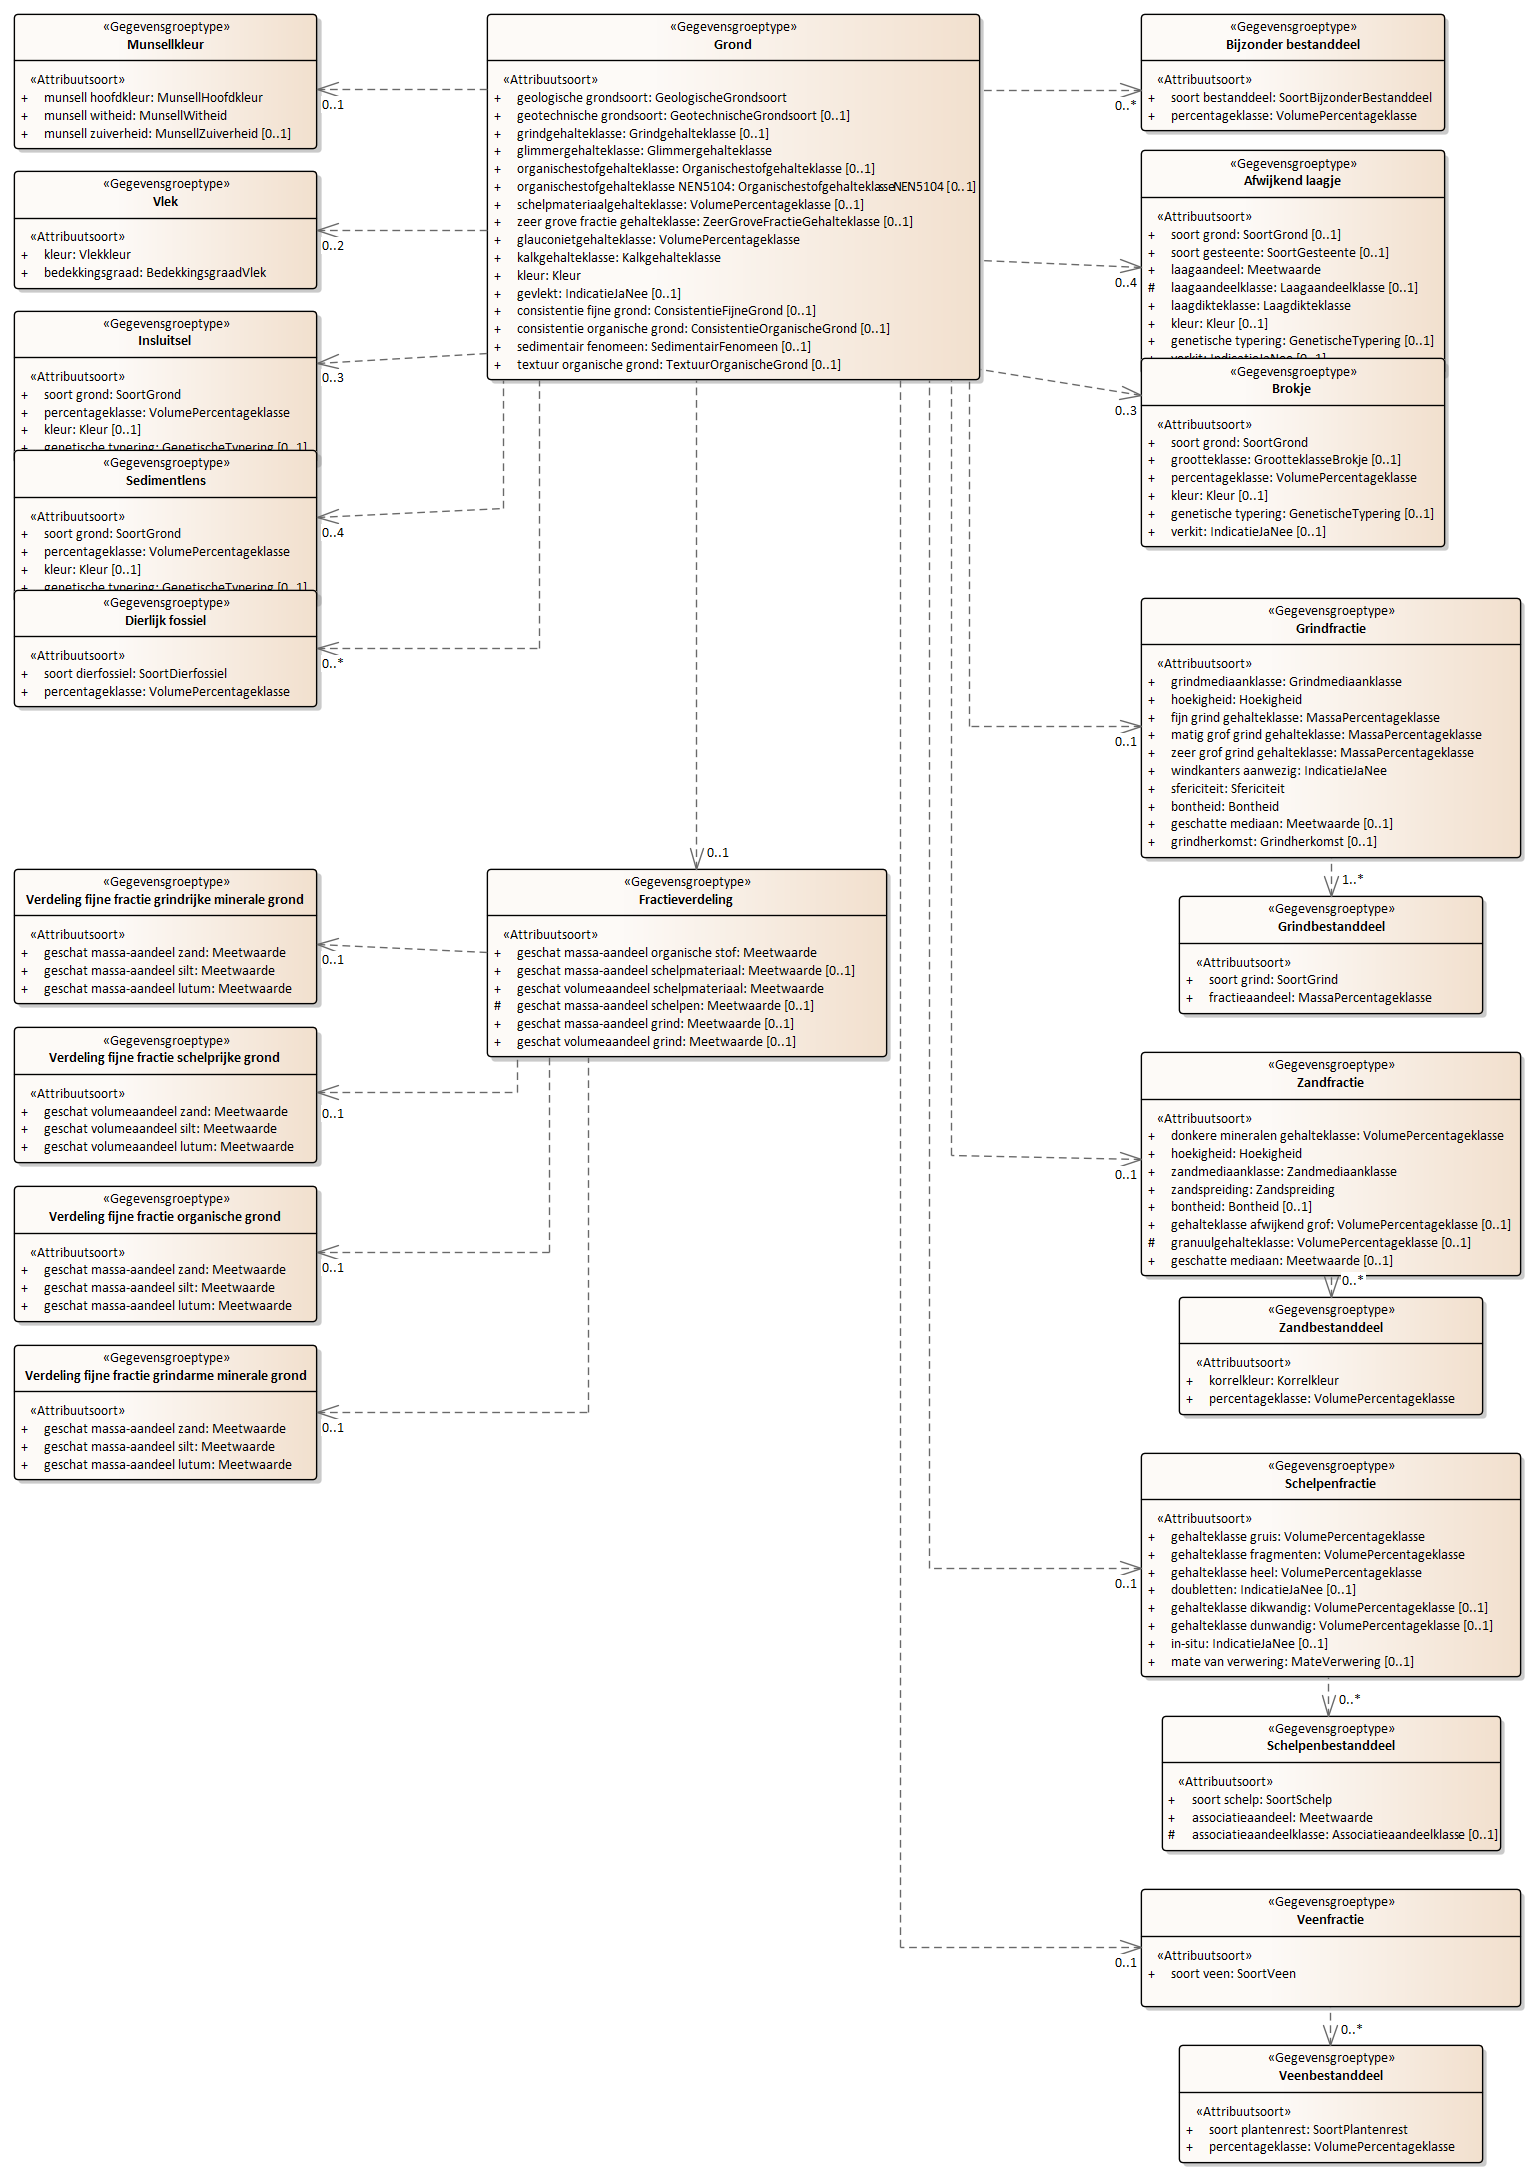 «Gegevensgroeptype»
Munsellkleur
«Attribuutsoort»
+ munsell hoofdkleur: MunsellHoofdkleur
+ munsell witheid: MunsellWitheid
+ munsell zuiverheid: MunsellZuiverheid [0..1]
0..1
«Gegevensgroeptype»
Vlek
«Attribuutsoort»
+ kleur: Vlekkleur
+ bedekkingsgraad: BedekkingsgraadVlek
0..2
«Gegevensgroeptype»
Insluitsel
«Attribuutsoort»
+ soort grond: SoortGrond
+ percentageklasse: VolumePercentageklasse
+ kleur: Kleur [0..1]
+ genetische typering: GenetischeTypering [0..1]
0..3
«Gegevensgroeptype»
Sedimentlens
«Attribuutsoort»
+ soort grond: SoortGrond
+ percentageklasse: VolumePercentageklasse
+ kleur: Kleur [0..1]
+ genetische typering: GenetischeTypering [0..1]
0..4
«Gegevensgroeptype»
Dierlijk fossiel
«Attribuutsoort»
+ soort dierfossiel: SoortDierfossiel
+ percentageklasse: VolumePercentageklasse
0..*
«Gegevensgroeptype»
Grond
«Attribuutsoort»
+ geologische grondsoort: GeologischeGrondsoort
+ geotechnische grondsoort: GeotechnischeGrondsoort [0..1]
+ grindgehalteklasse: Grindgehalteklasse [0..1]
+ glimmergehalteklasse: Glimmergehalteklasse
+ organischestofgehalteklasse: Organischestofgehalteklasse [0..1]
+ organischestofgehalteklasse NEN5104: OrganischestofgehalteklasseNEN5104 [0..1]
+ schelpmateriaalgehalteklasse: VolumePercentageklasse [0..1]
+ zeer grove fractie gehalteklasse: ZeerGroveFractieGehalteklasse [0..1]
+ glauconietgehalteklasse: VolumePercentageklasse
+ kalkgehalteklasse: Kalkgehalteklasse
+ kleur: Kleur
+ gevlekt: IndicatieJaNee [0..1]
+ consistentie fijne grond: ConsistentieFijneGrond [0..1]
+ consistentie organische grond: ConsistentieOrganischeGrond [0..1]
+ sedimentair fenomeen: SedimentairFenomeen [0..1]
+ textuur organische grond: TextuurOrganischeGrond [0..1]
«Gegevensgroeptype»
Bijzonder bestanddeel
«Attribuutsoort»
+ soort bestanddeel: SoortBijzonderBestanddeel
+ percentageklasse: VolumePercentageklasse
0..*
«Gegevensgroeptype»
Afwijkend laagje
«Attribuutsoort»
+ soort grond: SoortGrond [0..1]
+ soort gesteente: SoortGesteente [0..1]
+ laagaandeel: Meetwaarde
# laagaandeelklasse: Laagaandeelklasse [0..1]
+ laagdikteklasse: Laagdikteklasse
+ kleur: Kleur [0..1]
+ genetische typering: GenetischeTypering [0..1]
+ verkit: IndicatieJaNee [0..1]
0..4
«Gegevensgroeptype»
Brokje
«Attribuutsoort»
+ soort grond: SoortGrond
+ grootteklasse: GrootteklasseBrokje [0..1]
+ percentageklasse: VolumePercentageklasse
+ kleur: Kleur [0..1]
+ genetische typering: GenetischeTypering [0..1]
+ verkit: IndicatieJaNee [0..1]
0..3
«Gegevensgroeptype»
Grindfractie
«Attribuutsoort»
+ grindmediaanklasse: Grindmediaanklasse
+ hoekigheid: Hoekigheid
+ fijn grind gehalteklasse: MassaPercentageklasse
+ matig grof grind gehalteklasse: MassaPercentageklasse
+ zeer grof grind gehalteklasse: MassaPercentageklasse
+ windkanters aanwezig: IndicatieJaNee
+ sfericiteit: Sfericiteit
+ bontheid: Bontheid
+ geschatte mediaan: Meetwaarde [0..1]
+ grindherkomst: Grindherkomst [0..1]
0..1
1..*
«Gegevensgroeptype»
Grindbestanddeel
«Attribuutsoort»
+ soort grind: SoortGrind
+ fractieaandeel: MassaPercentageklasse
0..1
«Gegevensgroeptype»
Fractieverdeling
«Attribuutsoort»
+ geschat massa-aandeel organische stof: Meetwaarde
+ geschat massa-aandeel schelpmateriaal: Meetwaarde [0..1]
+ geschat volumeaandeel schelpmateriaal: Meetwaarde
# geschat massa-aandeel schelpen: Meetwaarde [0..1]
+ geschat massa-aandeel grind: Meetwaarde [0..1]
+ geschat volumeaandeel grind: Meetwaarde [0..1]
«Gegevensgroeptype»
Verdeling fijne fractie grindrijke minerale grond
«Attribuutsoort»
+ geschat massa-aandeel zand: Meetwaarde
+ geschat massa-aandeel silt: Meetwaarde
+ geschat massa-aandeel lutum: Meetwaarde
0..1
«Gegevensgroeptype»
Verdeling fijne fractie schelprijke grond
«Attribuutsoort»
+ geschat volumeaandeel zand: Meetwaarde
+ geschat volumeaandeel silt: Meetwaarde
+ geschat volumeaandeel lutum: Meetwaarde
0..1
«Gegevensgroeptype»
Verdeling fijne fractie organische grond
«Attribuutsoort»
+ geschat massa-aandeel zand: Meetwaarde
+ geschat massa-aandeel silt: Meetwaarde
+ geschat massa-aandeel lutum: Meetwaarde
0..1
«Gegevensgroeptype»
Verdeling fijne fractie grindarme minerale grond
«Attribuutsoort»
+ geschat massa-aandeel zand: Meetwaarde
+ geschat massa-aandeel silt: Meetwaarde
+ geschat massa-aandeel lutum: Meetwaarde
0..1
«Gegevensgroeptype»
Zandfractie
«Attribuutsoort»
+ donkere mineralen gehalteklasse: VolumePercentageklasse
+ hoekigheid: Hoekigheid
+ zandmediaanklasse: Zandmediaanklasse
+ zandspreiding: Zandspreiding
+ bontheid: Bontheid [0..1]
+ gehalteklasse afwijkend grof: VolumePercentageklasse [0..1]
# granuulgehalteklasse: VolumePercentageklasse [0..1]
+ geschatte mediaan: Meetwaarde [0..1]
0..1
0..*
«Gegevensgroeptype»
Zandbestanddeel
«Attribuutsoort»
+ korrelkleur: Korrelkleur
+ percentageklasse: VolumePercentageklasse
«Gegevensgroeptype»
Schelpenfractie
«Attribuutsoort»
+ gehalteklasse gruis: VolumePercentageklasse
+ gehalteklasse fragmenten: VolumePercentageklasse
+ gehalteklasse heel: VolumePercentageklasse
+ doubletten: IndicatieJaNee [0..1]
+ gehalteklasse dikwandig: VolumePercentageklasse [0..1]
+ gehalteklasse dunwandig: VolumePercentageklasse [0..1]
+ in-situ: IndicatieJaNee [0..1]
+ mate van verwering: MateVerwering [0..1]
0..1
0..*
«Gegevensgroeptype»
Schelpenbestanddeel
«Attribuutsoort»
+ soort schelp: SoortSchelp
+ associatieaandeel: Meetwaarde
# associatieaandeelklasse: Associatieaandeelklasse [0..1]
«Gegevensgroeptype»
Veenfractie
«Attribuutsoort»
+ soort veen: SoortVeen
0..1
0..*
«Gegevensgroeptype»
Veenbestanddeel
«Attribuutsoort»
+ soort plantenrest: SoortPlantenrest
+ percentageklasse: VolumePercentageklasse